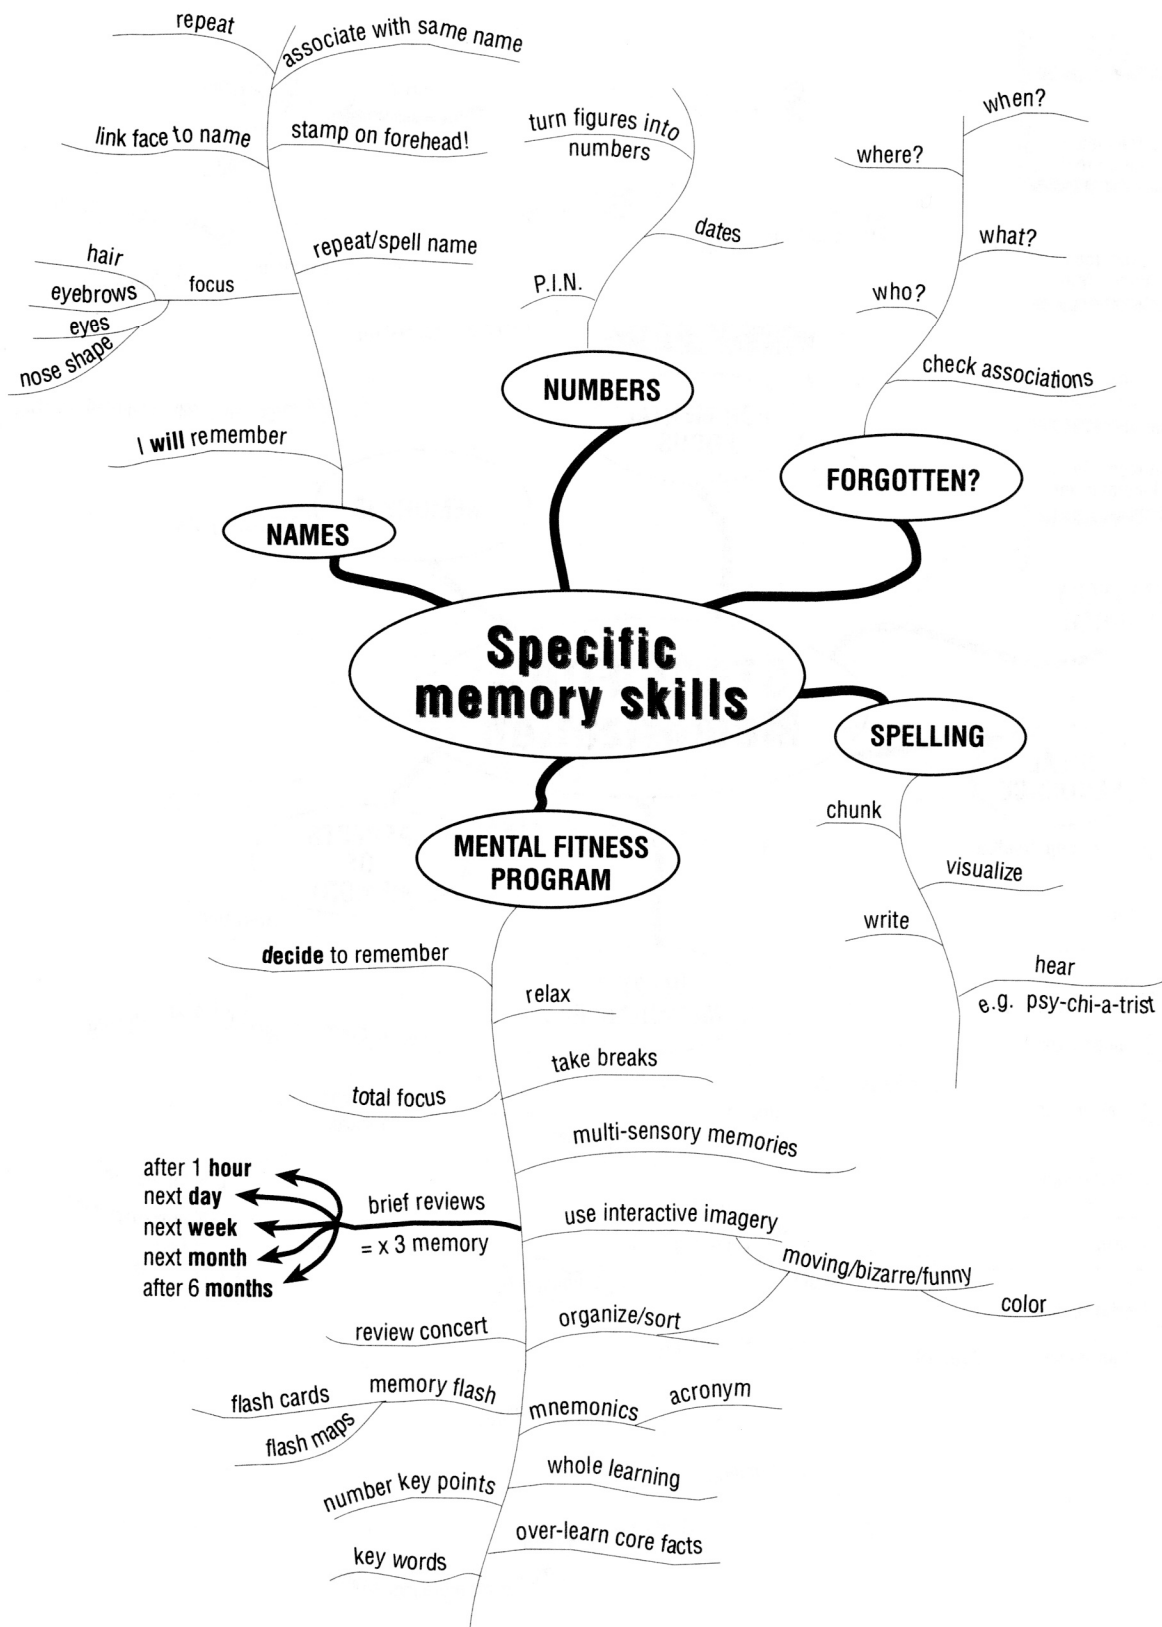 repeat
associate with same name
link face to name
stamp on forehead!
repeat/spell name
hair
eyebrows
eyes
nose shape
focus
I will remember
NAMES
turn figures into
numbers
dates
P.I.N.
NUMBERS
when?
where?
what?
who?
check associations
FORGOTTEN?
Specific
memory skills
SPELLING
chunk
visualize
write
hear
e.g. psy-chi-a-trist
MENTAL FITNESS
PROGRAM
decide to remember
relax
take breaks
total focus
multi-sensory memories
after 1 hour
next day
next week
next month
after 6 months
brief reviews
= x 3 memory
use interactive imagery
moving/bizarre/funny
color
organize/sort
review concert
memory flash
flash cards
flash maps
mnemonics
acronym
whole learning
number key points
over-learn core facts
key words